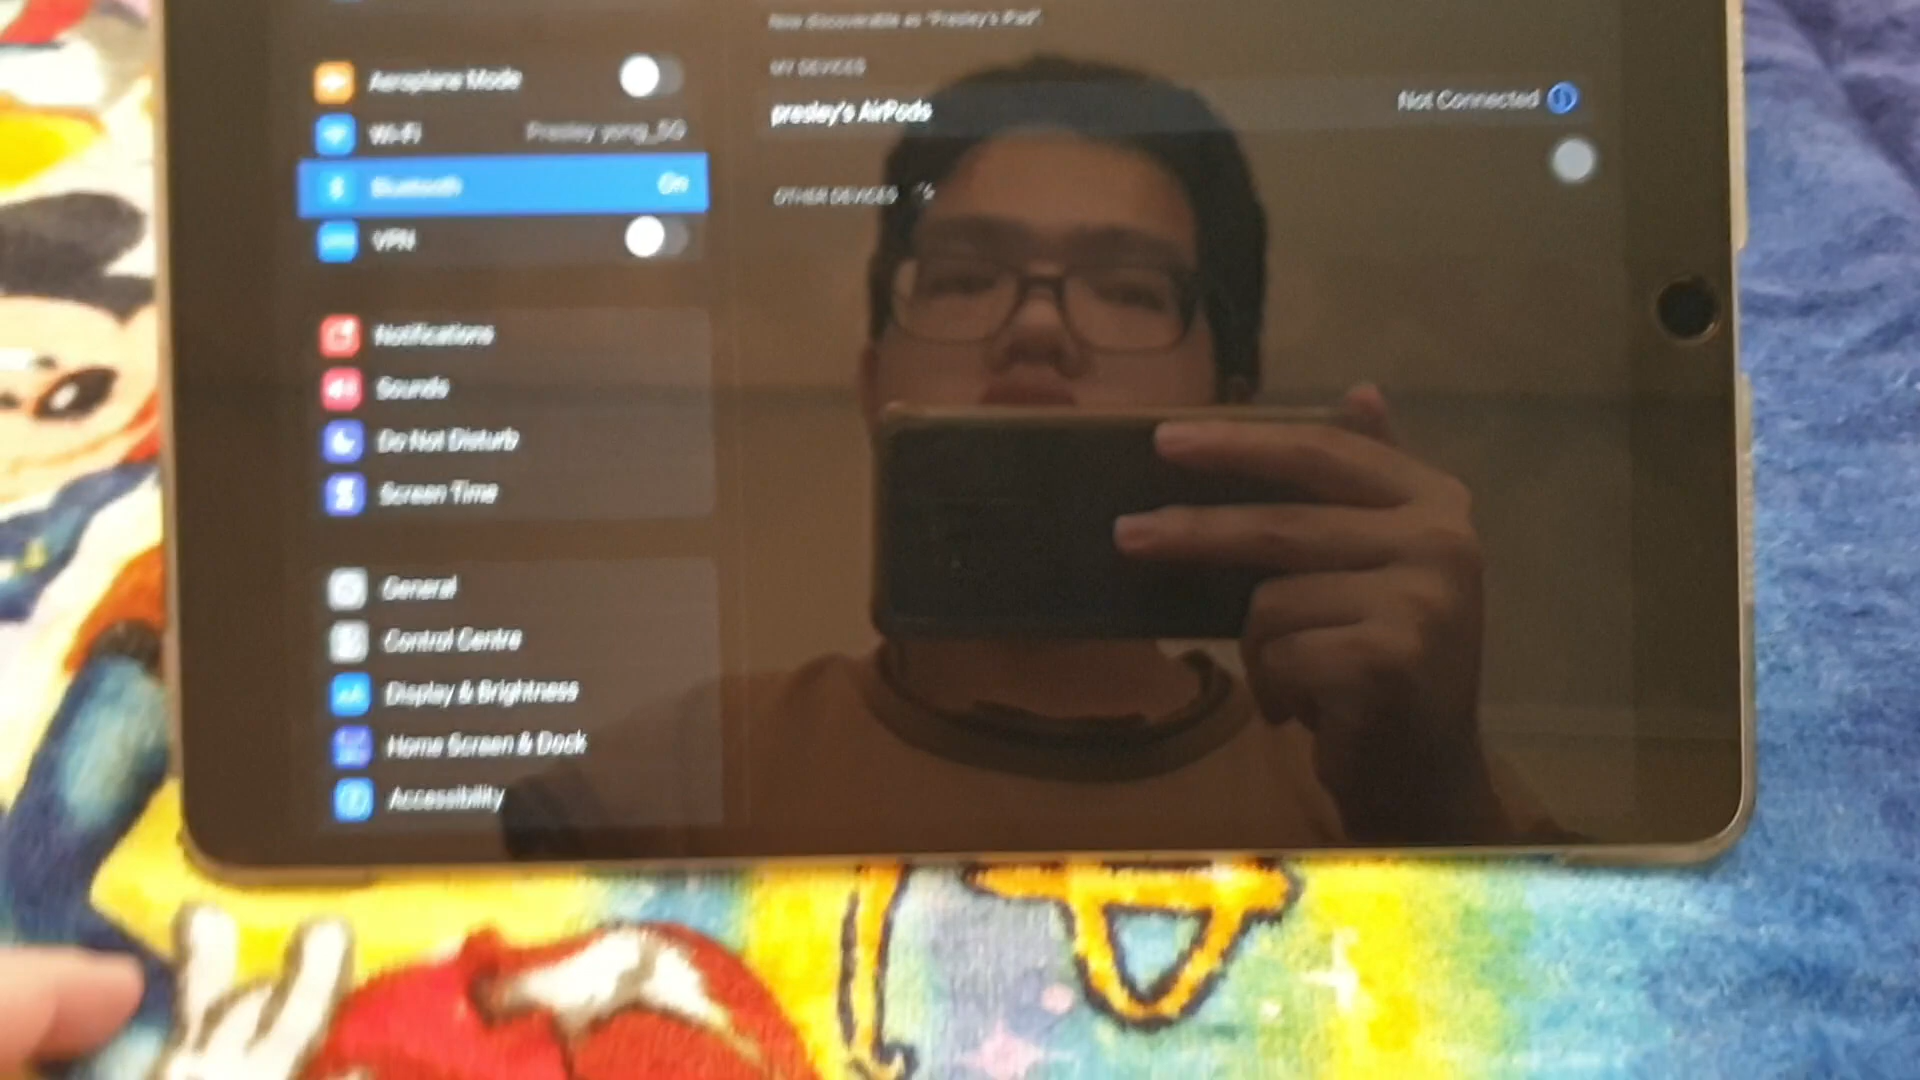 Now discoverable as "Presley's iPad".
Aeroplane Mode
Wi-Fi Presley yong_5G
Bluetooth On
VPN
Notifications
Sounds
Do Not Disturb
Screen Time
General
Control Centre
Display & Brightness
Home Screen & Dock
Accessibility
MY DEVICES
presley's AirPods Not Connected
OTHER DEVICES